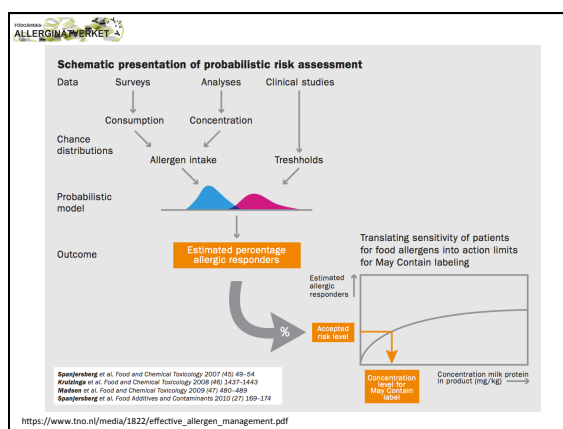 FÖDOÄMNES-
ALLERGINÄTVERKET
Schematic presentation of probabilistic risk assessment
Data Surveys Analyses Clinical studies
Consumption Concentration
Chance
distributions
Allergen intake Treshholds
Probabilistic
model
Outcome
Estimated percentage
allergic responders
Translating sensitivity of patients
for food allergens into action limits
for May Contain labeling
Estimated
allergic
responders
%
Accepted
risk level
Concentration
level for
May Contain
label
Concentration milk protein
in product (mg/kg)
Spanjersberg et al. Food and Chemical Toxicology 2007 (45) 49–54
Kruizinga et al. Food and Chemical Toxicology 2008 (46) 1437–1443
Madsen et al. Food and Chemical Toxicology 2009 (47) 480–489
Spanjersberg et al. Food Additives and Contaminants 2010 (27) 169–174
https://www.tno.nl/media/1822/effective_allergen_management.pdf